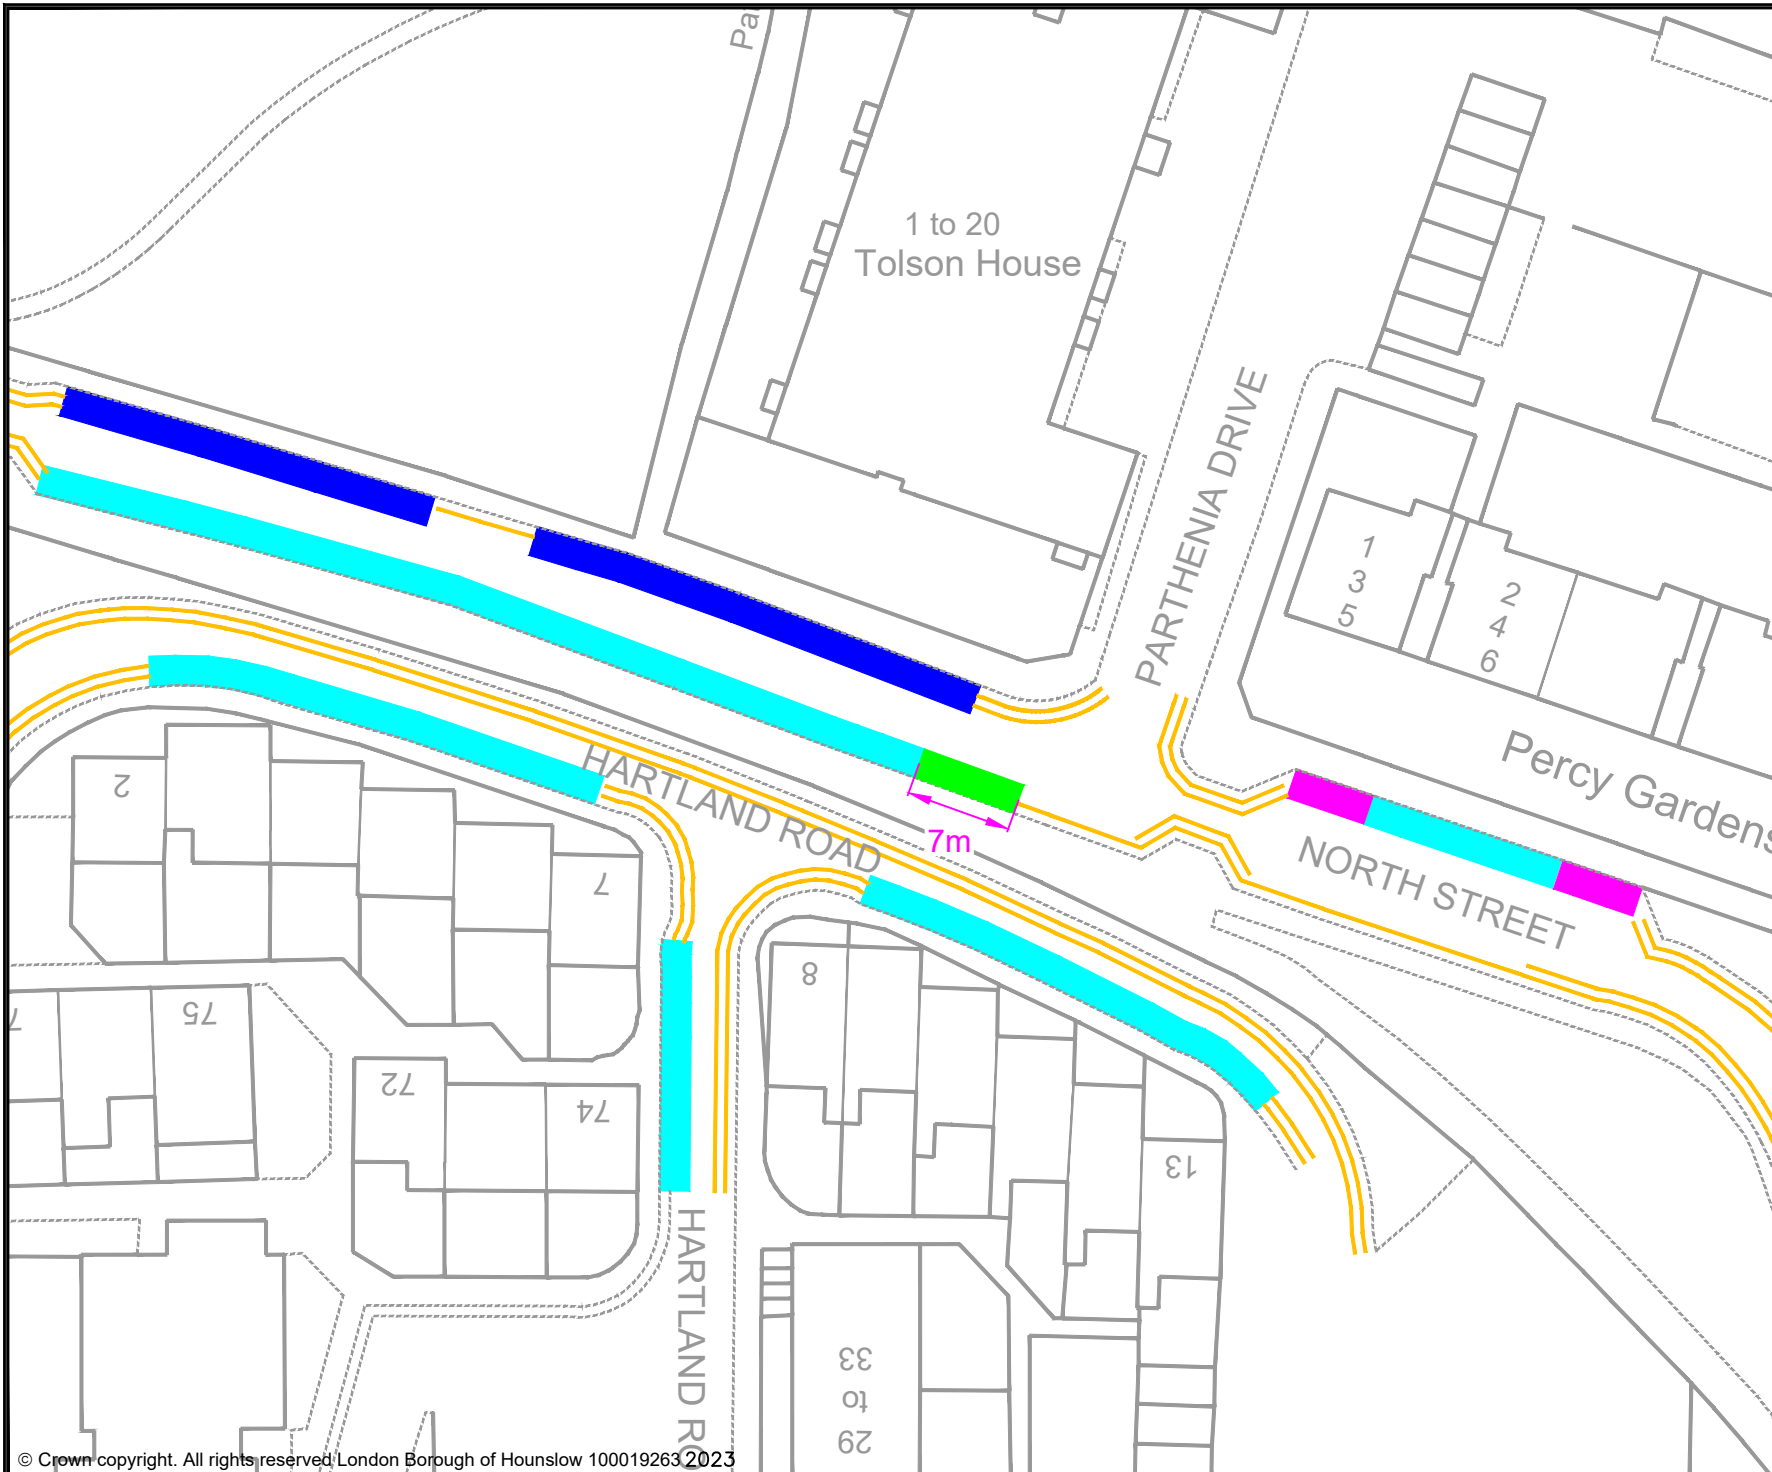 Pa
1 to 20
Tolson House
PARTHENIA DRIVE
1
3
5
2
4
6
Percy Gardens
NORTH STREET
HARTLAND ROAD
7m
2
7
8
75
7
72
74
13
HARTLAND RO
33
to
29
© Crown copyright. All rights reserved London Borough of Hounslow 100019263 2023